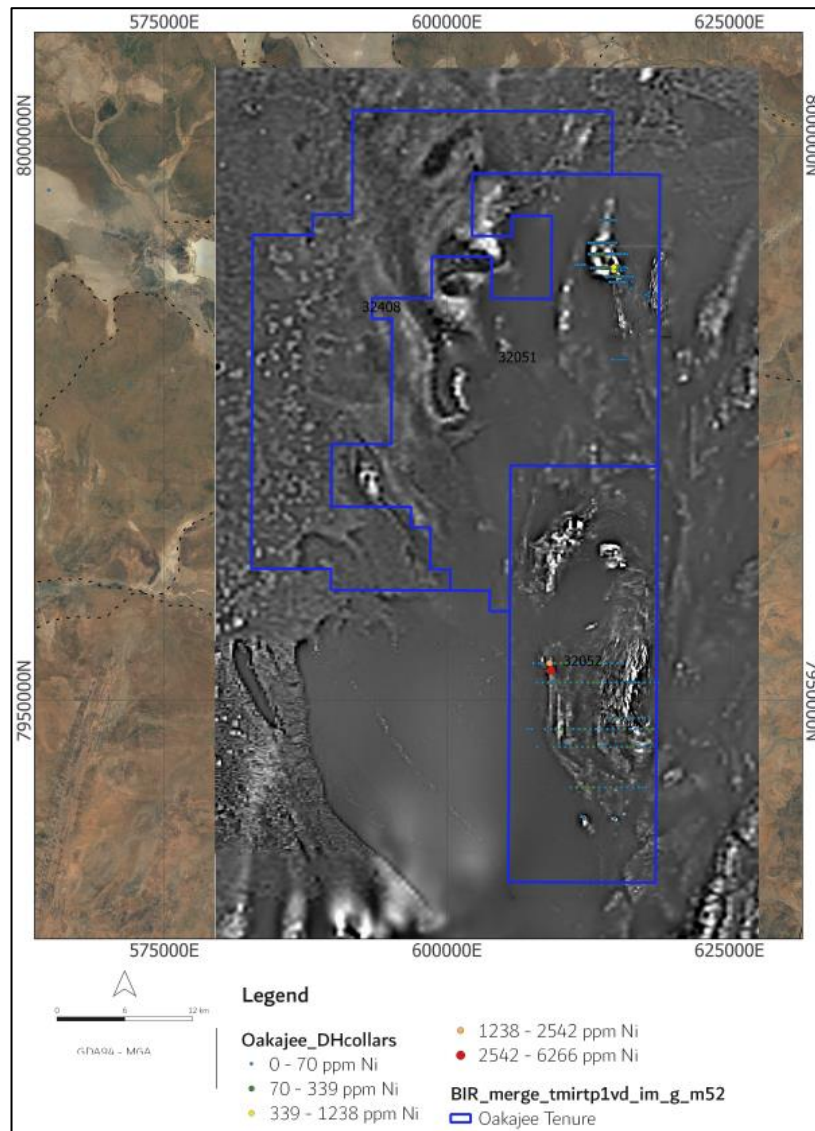 575000E 600000E 625000E
8000000N 8000000N
32408
32051
32052
7950000N 7950000N
575000E 600000E 625000E
0 6 12 km
GDA94 - MGA
Legend
Oakajee_DHcollars
0 - 70 ppm Ni
70 - 339 ppm Ni
339 - 1238 ppm Ni
1238 - 2542 ppm Ni
2542 - 6266 ppm Ni
BIR_merge_tmirtp1vd_im_g_m52
Oakajee Tenure